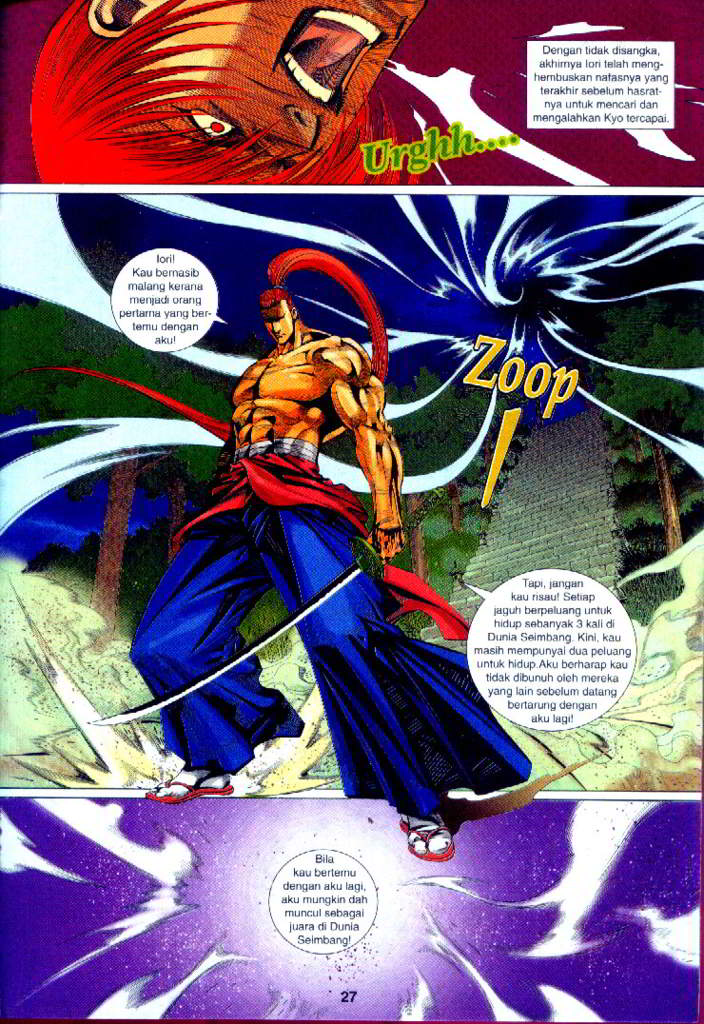 Dengan tidak disangka,
akhirnya Iori telah meng-
hembuskan nafasnya yang
terakhir sebelum hasrat-
nya untuk mencari dan
mengalahkan Kyo tercapai.
Urghh....
Iori!
Kau bernasib
malang kerana
menjadi orang
pertama yang ber-
temu dengan
aku!
Zoop
!
Tapi, jangan
kau risau! Setiap
jaguh berpeluang untuk
hidup sebanyak 3 kali di
Dunia Seimbang. Kini, kau
masih mempunyai dua peluang
untuk hidup.Aku berharap kau
tidak dibunuh oleh mereka
yang lain sebelum datang
bertarung dengan
aku lagi!
Bila
kau bertemu
dengan aku lagi,
aku mungkin dah
muncul sebagai
juara di Dunia
Seimbang!
27